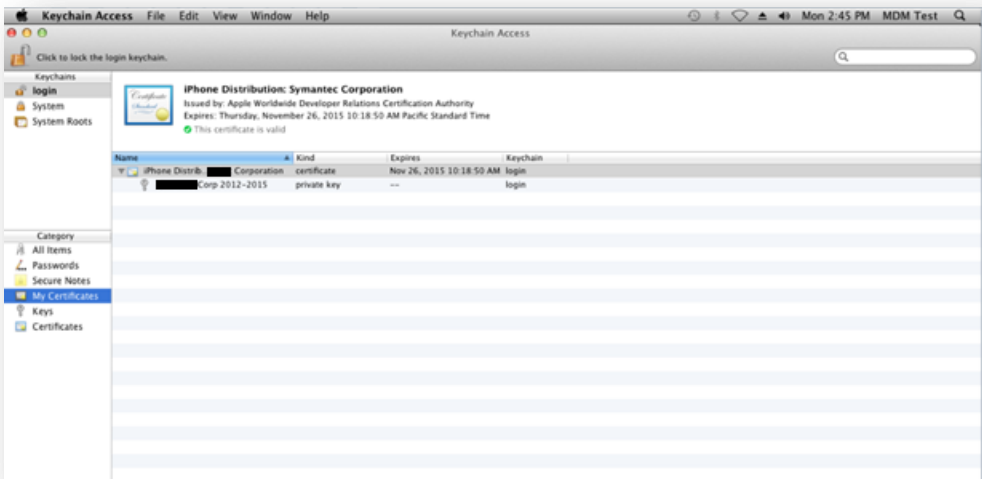 Keychain Access File Edit View Window Help Mon 2:45 PM MDM Test
Keychain Access
Click to lock the login keychain.
Keychains
login
System
System Roots
Certificate
Standard
iPhone Distribution: Symantec Corporation
Issued by: Apple Worldwide Developer Relations Certification Authority
Expires: Thursday, November 26, 2015 10:18:50 AM Pacific Standard Time
This certificate is valid
Name Kind Expires Keychain
iPhone Distrib... Corporation certificate Nov 26, 2015 10:18:50 AM login
Corp 2012-2015 private key -- login
Category
All Items
Passwords
Secure Notes
My Certificates
Keys
Certificates